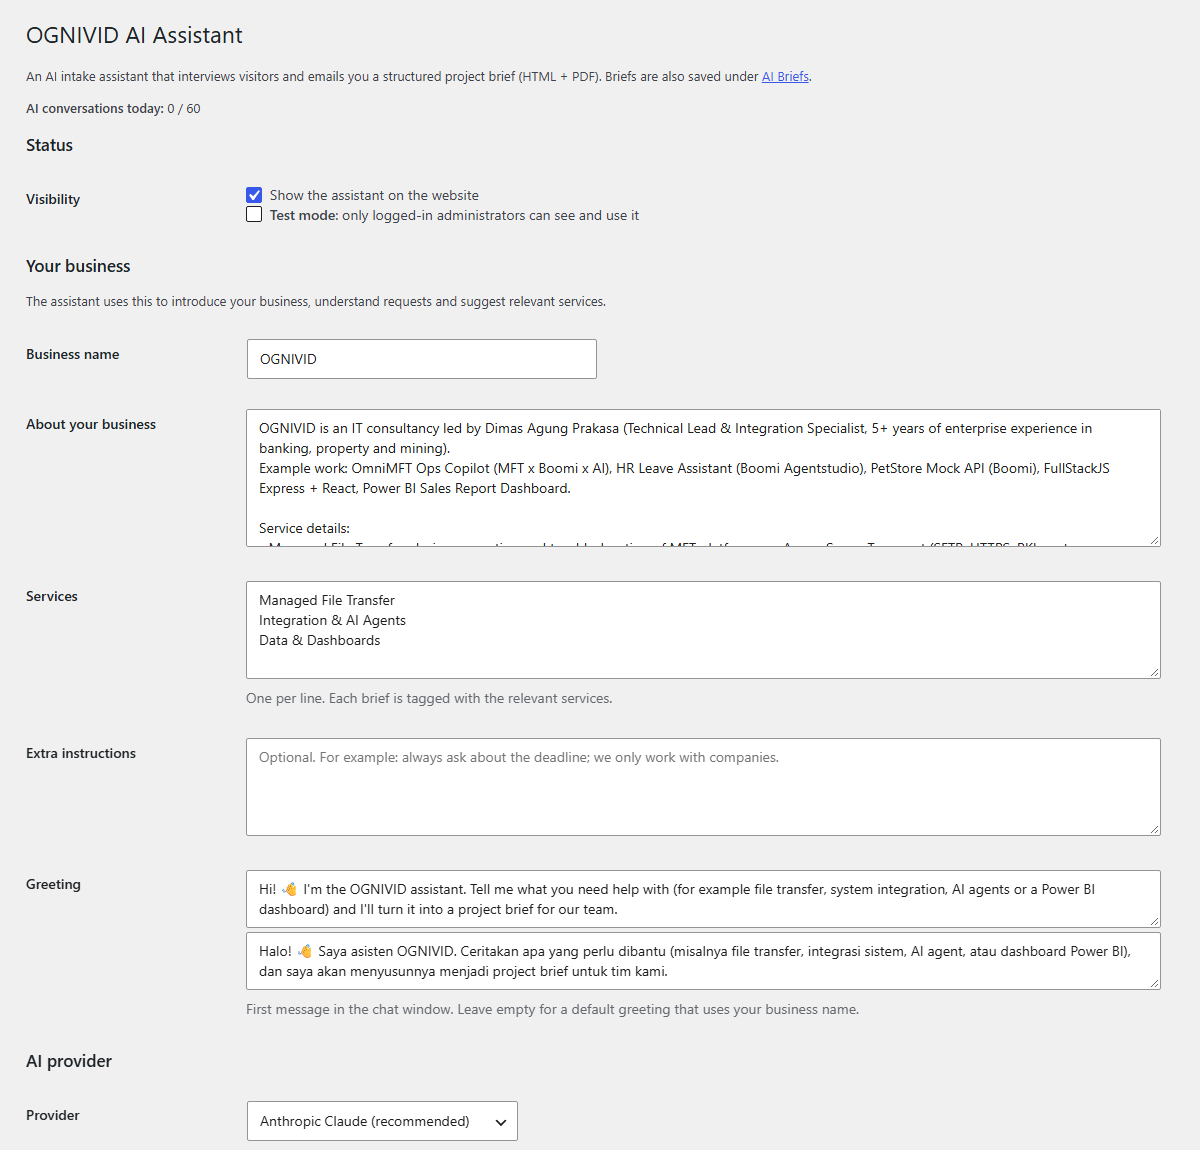 OGNIVID AI Assistant
An AI intake assistant that interviews visitors and emails you a structured project brief (HTML + PDF). Briefs are also saved under AI Briefs.
AI conversations today: 0 / 60
Status
Visibility
Show the assistant on the website
Test mode: only logged-in administrators can see and use it
Your business
The assistant uses this to introduce your business, understand requests and suggest relevant services.
Business name
OGNIVID
About your business
OGNIVID is an IT consultancy led by Dimas Agung Prakasa (Technical Lead & Integration Specialist, 5+ years of enterprise experience in
banking, property and mining).
Example work: OmniMFT Ops Copilot (MFT x Boomi x AI), HR Leave Assistant (Boomi Agentstudio), PetStore Mock API (Boomi), FullStackJS
Express + React, Power BI Sales Report Dashboard.
Service details:
Services
Managed File Transfer
Integration & AI Agents
Data & Dashboards
One per line. Each brief is tagged with the relevant services.
Extra instructions
Optional. For example: always ask about the deadline; we only work with companies.
Greeting
Hi! 👋 I'm the OGNIVID assistant. Tell me what you need help with (for example file transfer, system integration, AI agents or a Power BI
dashboard) and I'll turn it into a project brief for our team.
Halo! 👋 Saya asisten OGNIVID. Ceritakan apa yang perlu dibantu (misalnya file transfer, integrasi sistem, AI agent, atau dashboard Power BI),
dan saya akan menyusunnya menjadi project brief untuk tim kami.
First message in the chat window. Leave empty for a default greeting that uses your business name.
AI provider
Provider
Anthropic Claude (recommended)